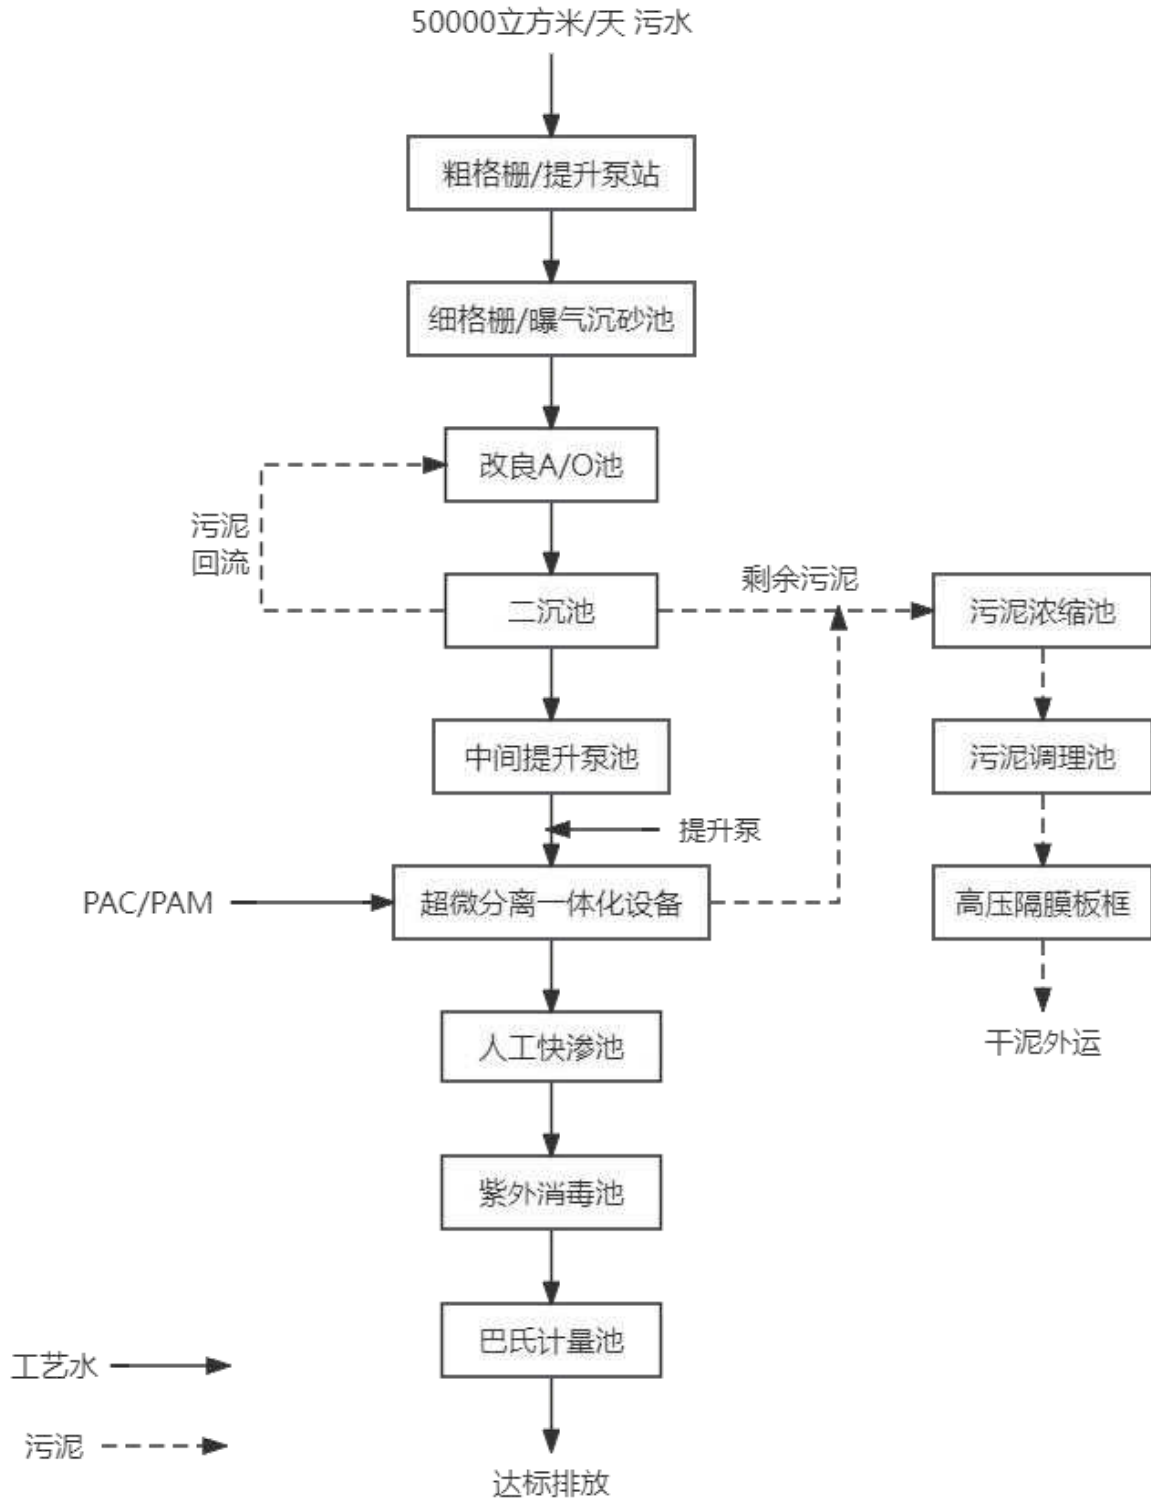 50000立方米/天 污水
粗格栅/提升泵站
细格栅/曝气沉砂池
改良A/O池
污泥
回流
二沉池
剩余污泥
污泥浓缩池
中间提升泵池
污泥调理池
提升泵
PAC/PAM
超微分离一体化设备
高压隔膜板框
人工快渗池
干泥外运
紫外消毒池
巴氏计量池
工艺水
污泥
达标排放